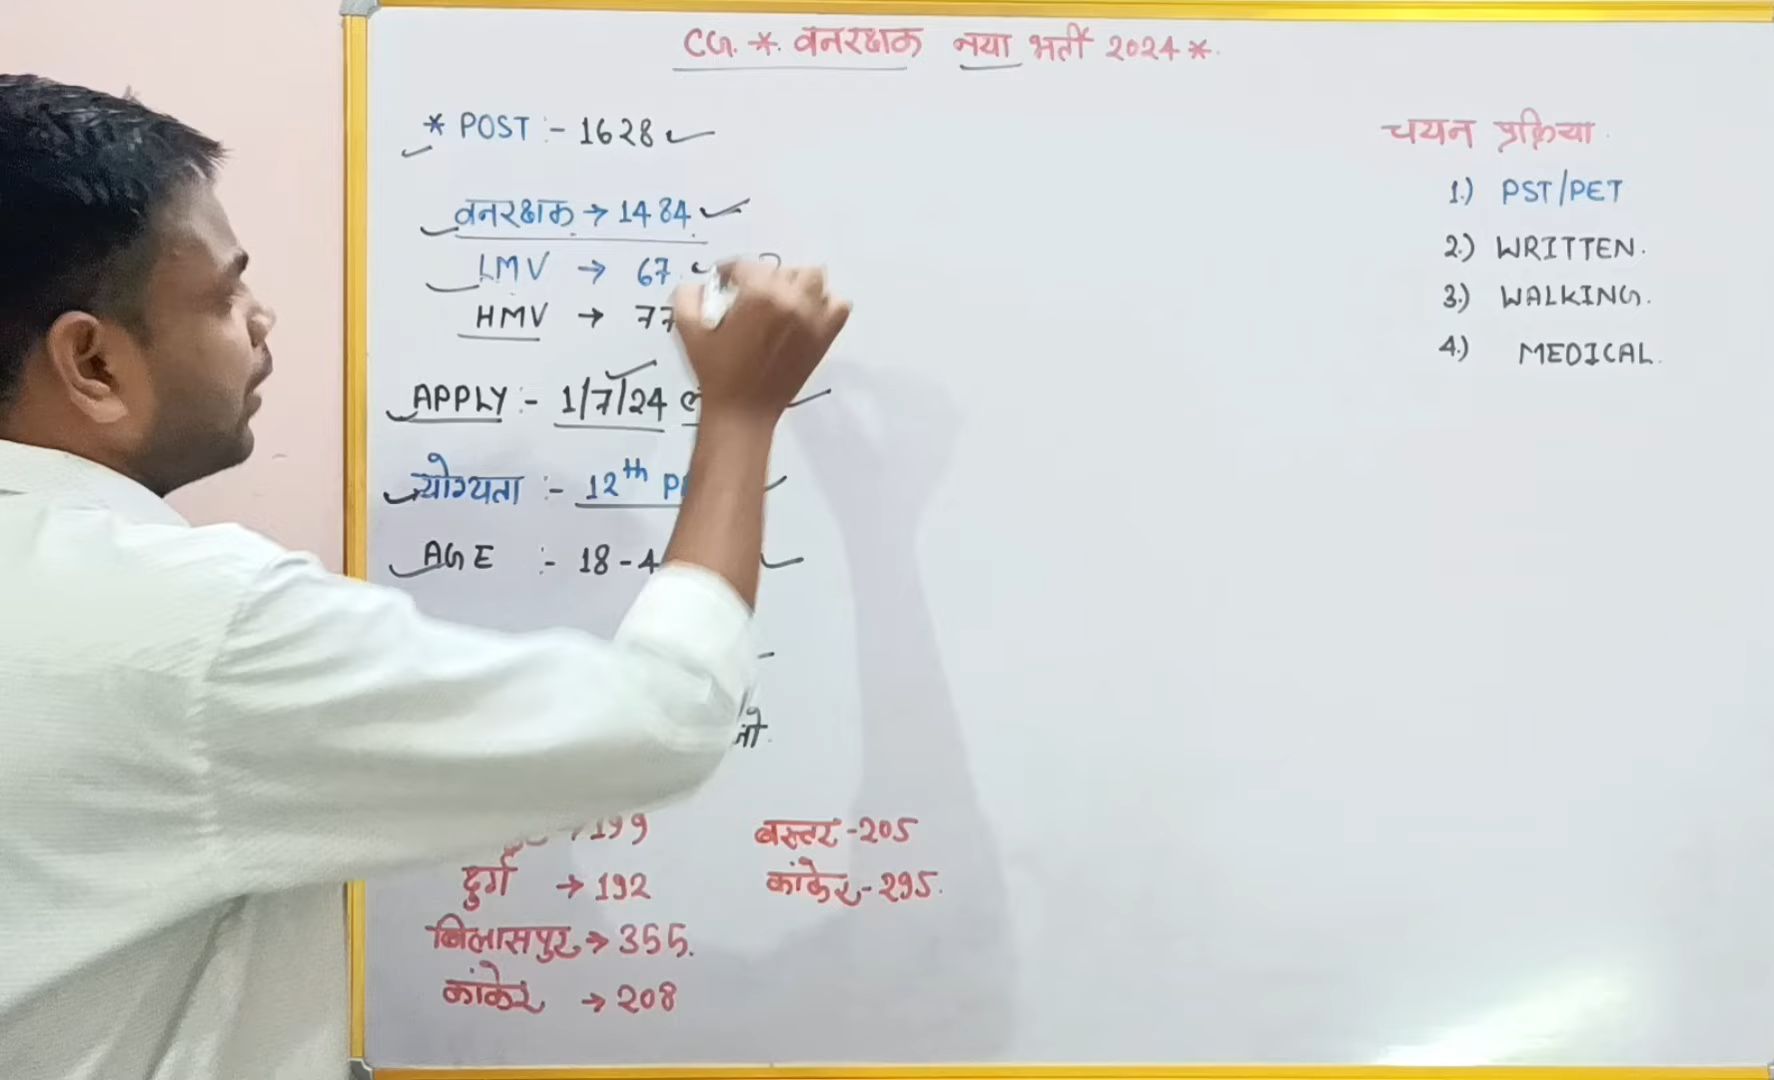 CG. * वनरक्षक नया भर्ती 2024 *.
* POST :- 1628
वनरक्षक → 1484
LMV → 67
HMV → 77
APPLY :- 1/7/24
योग्यता :- 12th
AGE :- 18-4
→ 199
दुर्ग → 192
बिलासपुर → 355.
कांकेर → 208
बस्तर -205
कांकेर -295.
चयन प्रक्रिया .
1.) PST/PET
2.) WRITTEN.
3.) WALKING.
4.) MEDICAL.